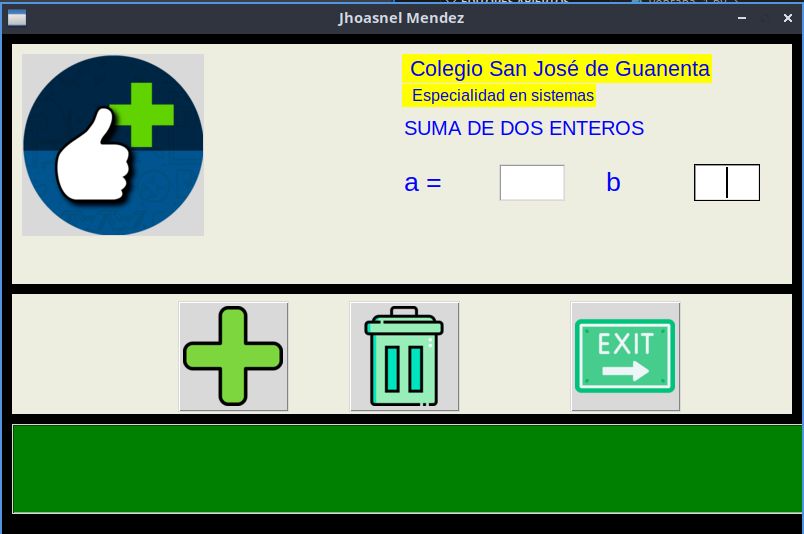 Jhoasnel Mendez
Colegio San José de Guanenta
Especialidad en sistemas
SUMA DE DOS ENTEROS
a = b
EXIT